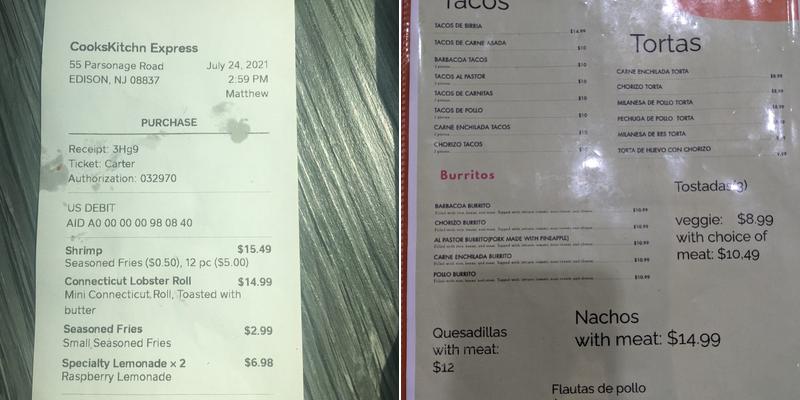 CooksKitchn Express
55 Parsonage Road July 24, 2021
EDISON, NJ 08837 2:59 PM
Matthew
PURCHASE
Receipt: 3Hg9
Ticket: Carter
Authorization: 032970
US DEBIT
AID A0 00 00 00 98 08 40
Shrimp $15.49
Seasoned Fries ($0.50), 12 pc ($5.00)
Connecticut Lobster Roll $14.99
Mini Connecticut Roll, Toasted with
butter
Seasoned Fries $2.99
Small Seasoned Fries
Specialty Lemonade × 2 $6.98
Raspberry Lemonade
Tacos
TACOS DE BIRRIA $14.99
TACOS DE CARNE ASADA $10
BARBACOA TACOS $10
TACOS AL PASTOR $10
TACOS DE CARNITAS $10
TACOS DE POLLO $10
CARNE ENCHILADA TACOS $10
CHORIZO TACOS $10
Tortas
CARNE ENCHILADA TORTA $8.99
CHORIZO TORTA $8.99
MILANESA DE POLLO TORTA
PECHUGA DE POLLO TORTA
MILANESA DE RES TORTA
TORTA DE HUEVO CON CHORIZO
Burritos
BARBACOA BURRITO $10.99
CHORIZO BURRITO $10.99
AL PASTOR BURRITO(PORK MADE WITH PINEAPPLE) $10.99
CARNE ENCHILADA BURRITO $10.99
POLLO BURRITO $10.99
Tostadas(3)
veggie: $8.99
with choice of
meat: $10.49
Nachos
with meat: $14.99
Quesadillas
with meat:
$12
Flautas de pollo